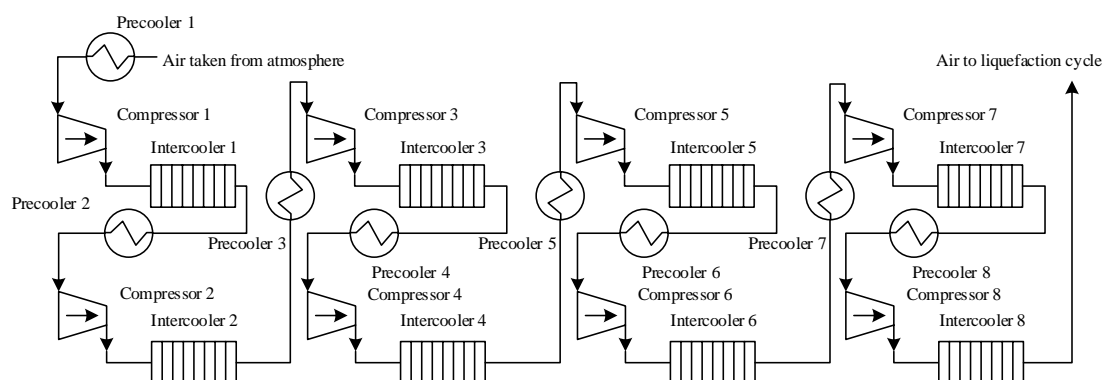 Precooler 1
Air taken from atmosphere
Air to liquefaction cycle
Compressor 1
Compressor 3
Compressor 5
Compressor 7
Intercooler 1
Intercooler 3
Intercooler 5
Intercooler 7
Precooler 2
Precooler 3
Precooler 5
Precooler 7
Precooler 4
Precooler 6
Precooler 8
Compressor 2
Compressor 4
Compressor 6
Compressor 8
Intercooler 2
Intercooler 4
Intercooler 6
Intercooler 8